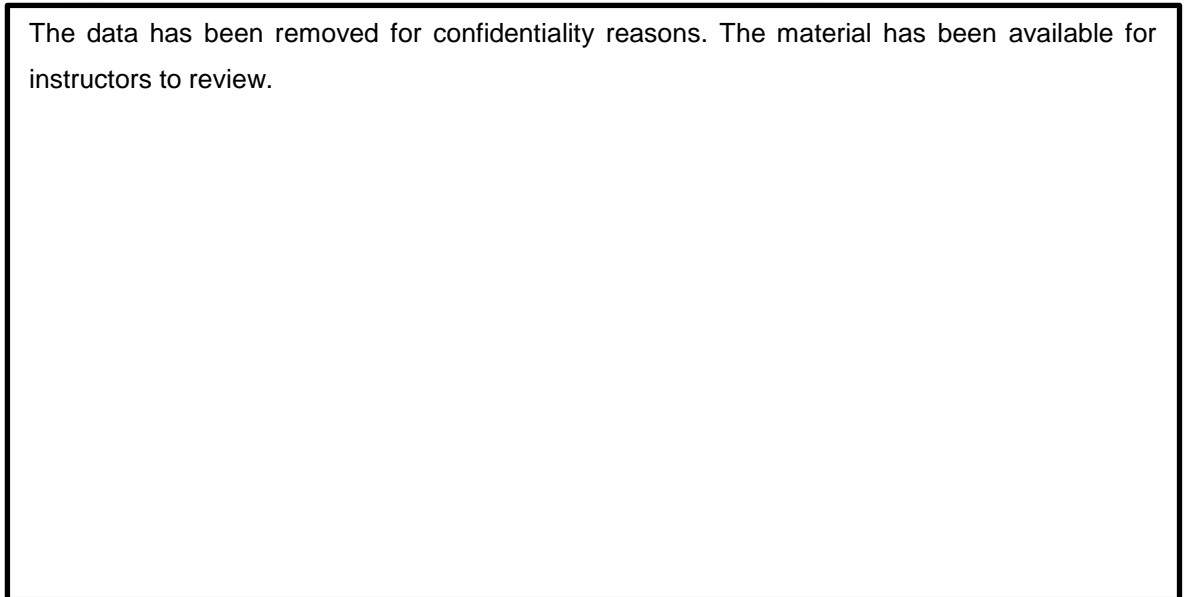 The data has been removed for confidentiality reasons. The material has been available for
instructors to review.